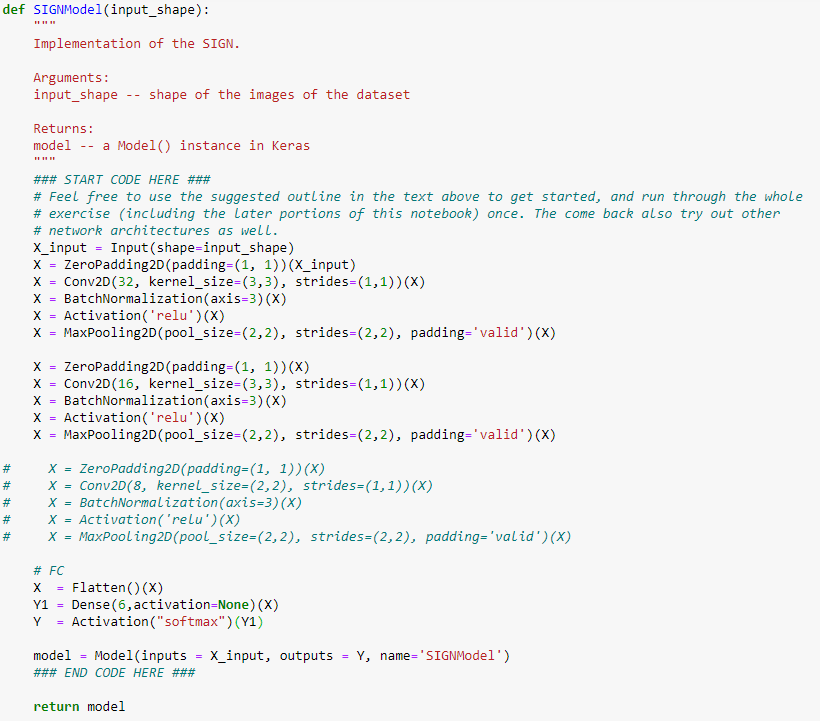 def SIGNModel(input_shape):
    """
    Implementation of the SIGN.

    Arguments:
    input_shape -- shape of the images of the dataset

    Returns:
    model -- a Model() instance in Keras
    """
    ### START CODE HERE ###
    # Feel free to use the suggested outline in the text above to get started, and run through the whole
    # exercise (including the later portions of this notebook) once. The come back also try out other
    # network architectures as well.
    X_input = Input(shape=input_shape)
    X = ZeroPadding2D(padding=(1, 1))(X_input)
    X = Conv2D(32, kernel_size=(3,3), strides=(1,1))(X)
    X = BatchNormalization(axis=3)(X)
    X = Activation('relu')(X)
    X = MaxPooling2D(pool_size=(2,2), strides=(2,2), padding='valid')(X)

    X = ZeroPadding2D(padding=(1, 1))(X)
    X = Conv2D(16, kernel_size=(3,3), strides=(1,1))(X)
    X = BatchNormalization(axis=3)(X)
    X = Activation('relu')(X)
    X = MaxPooling2D(pool_size=(2,2), strides=(2,2), padding='valid')(X)

#     X = ZeroPadding2D(padding=(1, 1))(X)
#     X = Conv2D(8, kernel_size=(2,2), strides=(1,1))(X)
#     X = BatchNormalization(axis=3)(X)
#     X = Activation('relu')(X)
#     X = MaxPooling2D(pool_size=(2,2), strides=(2,2), padding='valid')(X)

    # FC
    X  = Flatten()(X)
    Y1 = Dense(6,activation=None)(X)
    Y  = Activation("softmax")(Y1)

    model = Model(inputs = X_input, outputs = Y, name='SIGNModel')
    ### END CODE HERE ###

    return model